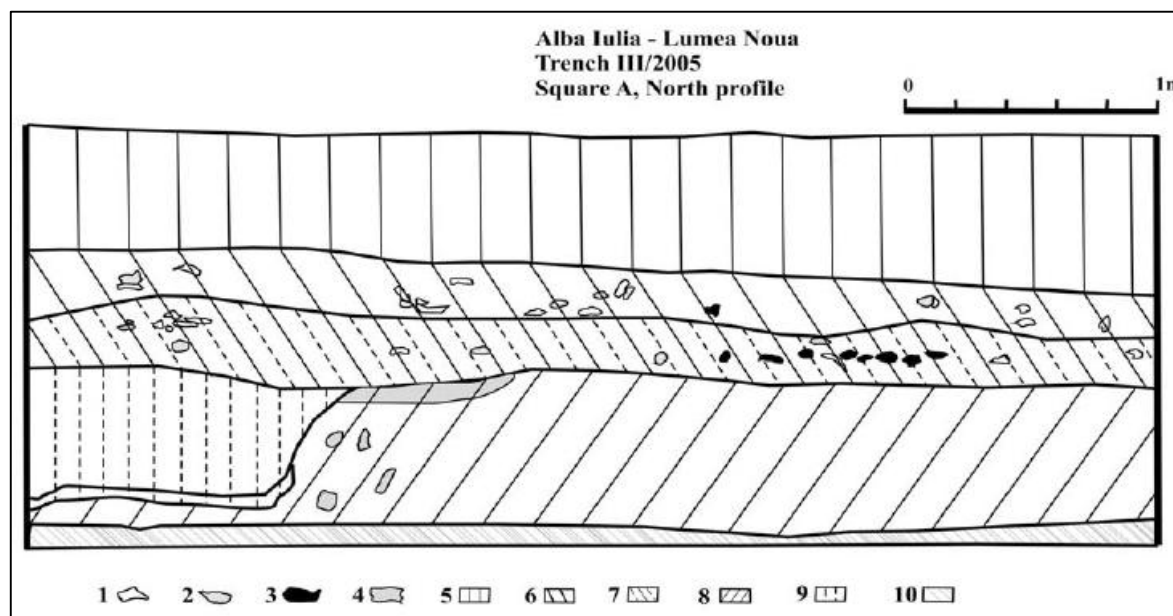 Alba Iulia - Lumea Noua
Trench III/2005
Square A, North profile
0 1m
1 2 3 4 5 6 7 8 9 10